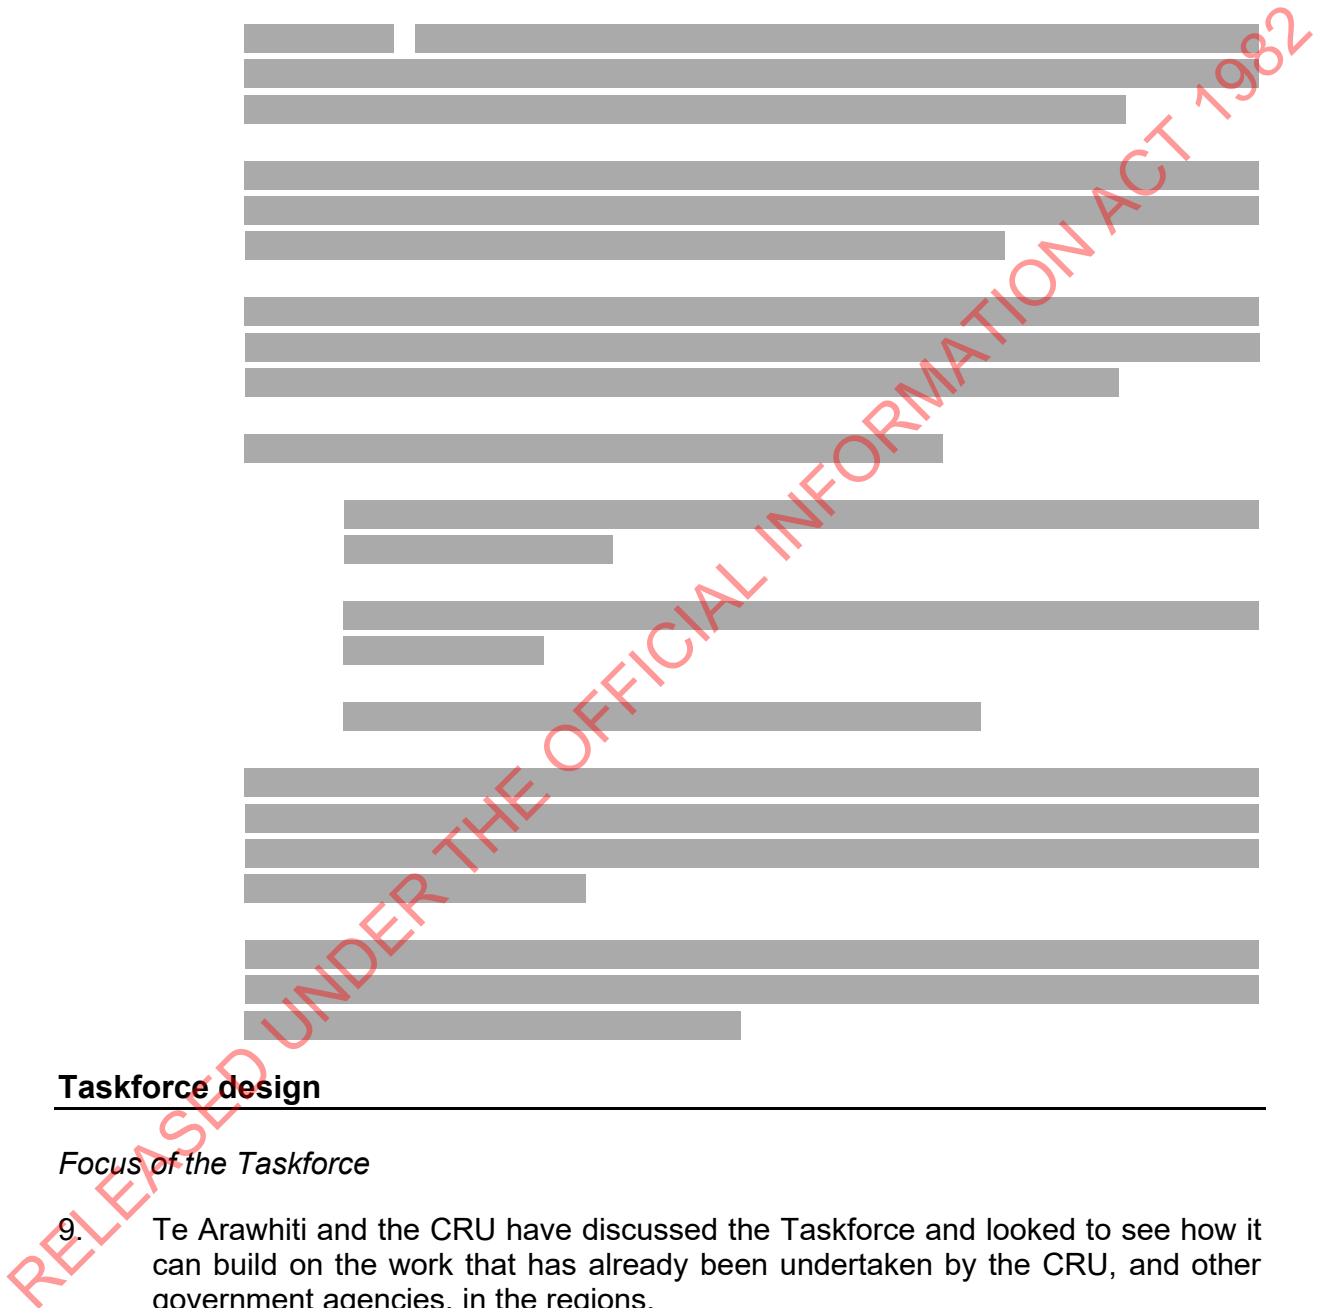 RELEASED UNDER THE OFFICIAL INFORMATION ACT 1982
Taskforce design
Focus of the Taskforce
9. Te Arawhiti and the CRU have discussed the Taskforce and looked to see how it
can build on the work that has already been undertaken by the CRU, and other
government agencies, in the regions.